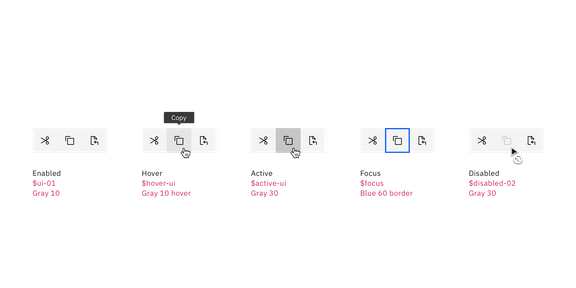 Copy
Enabled
$ui-01
Gray 10
Hover
$hover-ui
Gray 10 hover
Active
$active-ui
Gray 30
Focus
$focus
Blue 60 border
Disabled
$disabled-02
Gray 30